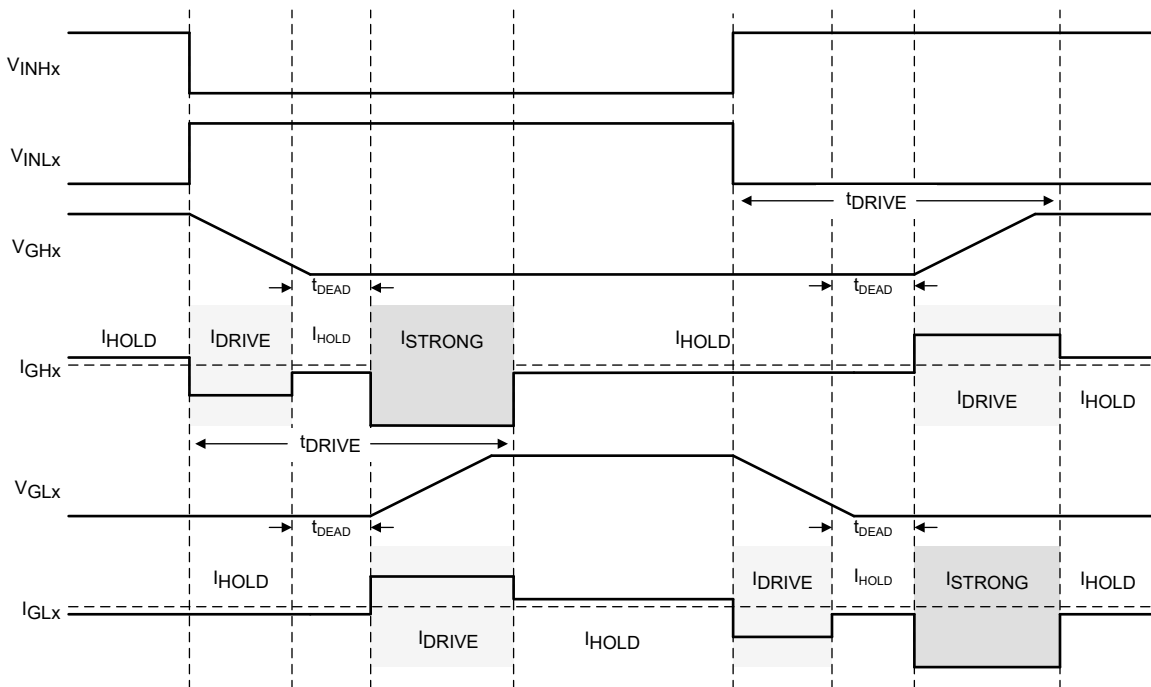 VINHx
VINLx
tDRIVE
VGHx
tDEAD
tDEAD
IHOLD
IDRIVE
IHOLD
ISTRONG
IHOLD
IGHx
IDRIVE
IHOLD
tDRIVE
VGLx
tDEAD
tDEAD
IHOLD
IDRIVE
IHOLD
ISTRONG
IHOLD
IGLx
IDRIVE
IHOLD